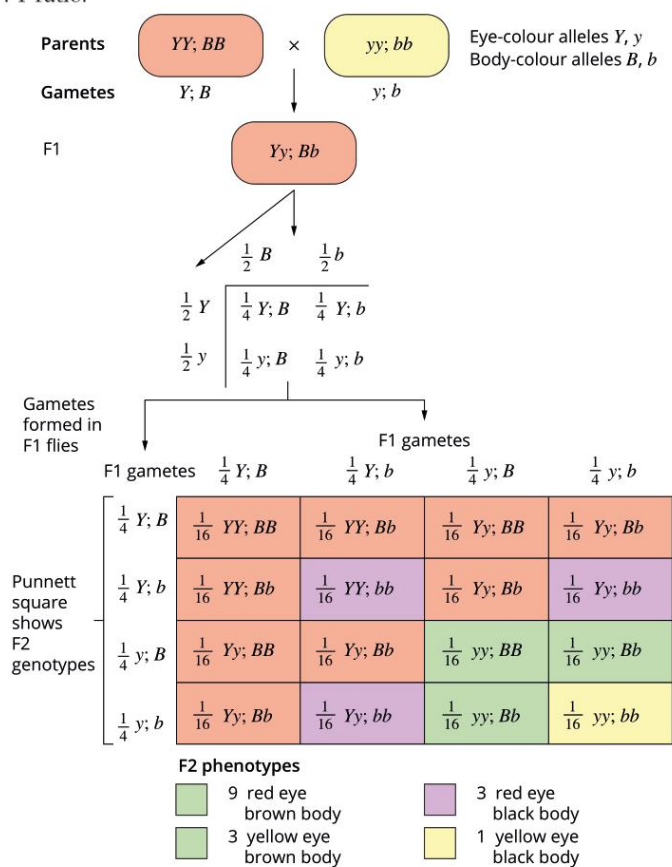 Parents YY; BB × yy; bb Eye-colour alleles Y, y
Body-colour alleles B, b
Gametes Y; B y; b
F1 Yy; Bb
1/2 B 1/2 b
1/2 Y 1/4 Y; B 1/4 Y; b
1/2 y 1/4 y; B 1/4 y; b
Gametes
formed in
F1 flies
F1 gametes
F1 gametes 1/4 Y; B 1/4 Y; b 1/4 y; B 1/4 y; b
1/4 Y; B 1/16 YY; BB 1/16 YY; Bb 1/16 Yy; BB 1/16 Yy; Bb
1/4 Y; b 1/16 YY; Bb 1/16 YY; bb 1/16 Yy; Bb 1/16 Yy; bb
Punnett
square
shows
F2
genotypes
1/4 y; B 1/16 Yy; BB 1/16 Yy; Bb 1/16 yy; BB 1/16 yy; Bb
1/4 y; b 1/16 Yy; Bb 1/16 Yy; bb 1/16 yy; Bb 1/16 yy; bb
F2 phenotypes
9 red eye
brown body
3 red eye
black body
3 yellow eye
brown body
1 yellow eye
black body